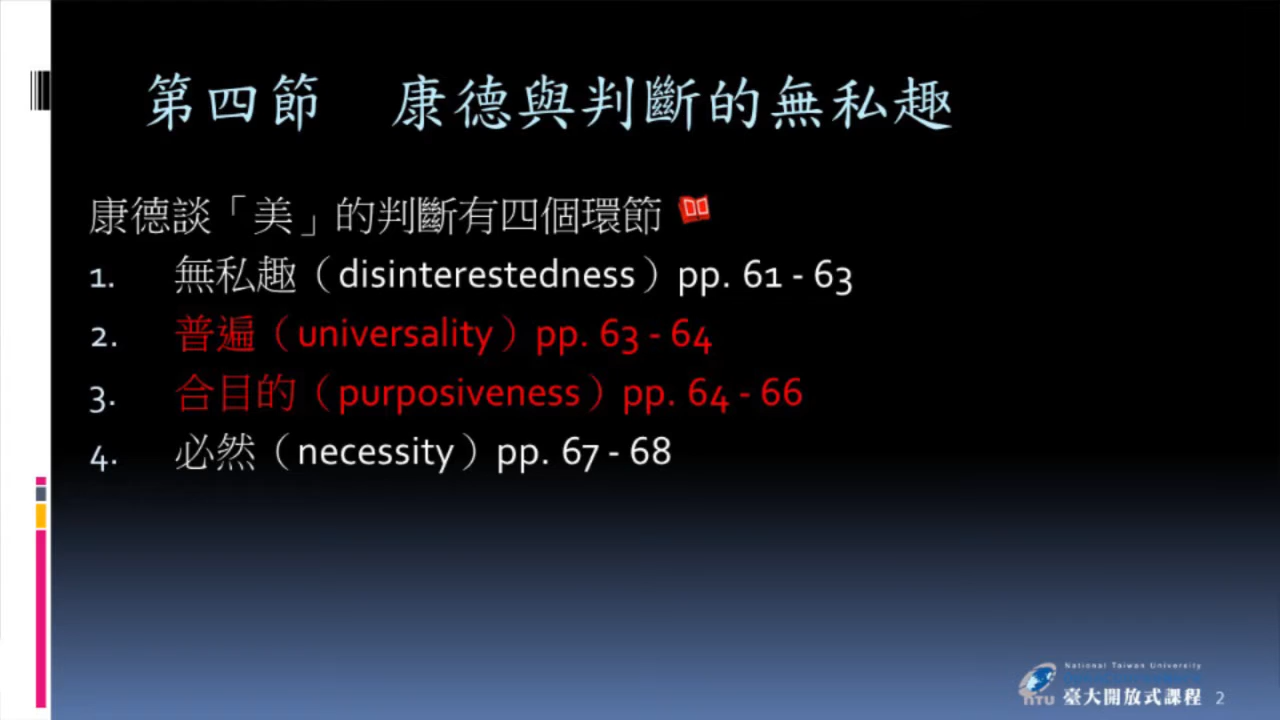 第四節 康德與判斷的無私趣
康德談「美」的判斷有四個環節
1. 無私趣（disinterestedness）pp. 61 - 63
2. 普遍（universality）pp. 63 - 64
3. 合目的（purposiveness）pp. 64 - 66
4. 必然（necessity）pp. 67 - 68
National Taiwan University
NTU 臺大開放式課程 2